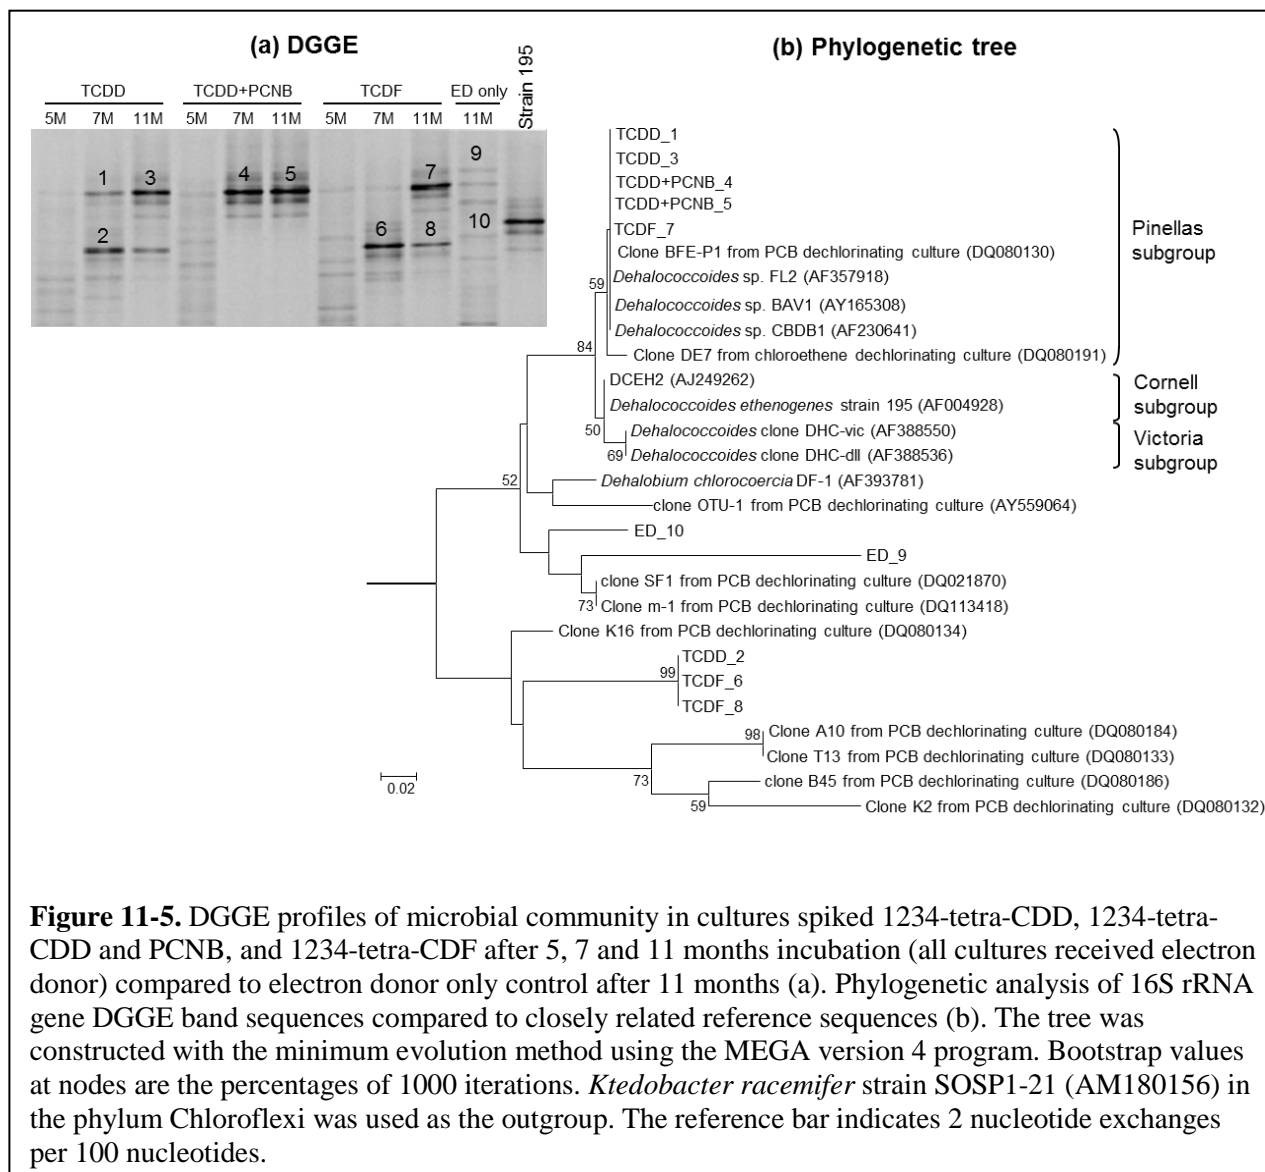 (a) DGGE
(b) Phylogenetic tree
TCDD
TCDD+PCNB
TCDF
ED only
Strain 195
5M
7M
11M
5M
7M
11M
5M
7M
11M
11M
1
3
4
5
7
9
2
6
8
10
TCDD_1
TCDD_3
TCDD+PCNB_4
TCDD+PCNB_5
TCDF_7
Clone BFE-P1 from PCB dechlorinating culture (DQ080130)
Dehalococcoides sp. FL2 (AF357918)
59
Dehalococcoides sp. BAV1 (AY165308)
Dehalococcoides sp. CBDB1 (AF230641)
84
Clone DE7 from chloroethene dechlorinating culture (DQ080191)
Pinellas
subgroup
DCEH2 (AJ249262)
Dehalococcoides ethenogenes strain 195 (AF004928)
Cornell
subgroup
50
Dehalococcoides clone DHC-vic (AF388550)
69
Dehalococcoides clone DHC-dll (AF388536)
Victoria
subgroup
52
Dehalobium chlorocoercia DF-1 (AF393781)
clone OTU-1 from PCB dechlorinating culture (AY559064)
ED_10
ED_9
clone SF1 from PCB dechlorinating culture (DQ021870)
73
Clone m-1 from PCB dechlorinating culture (DQ113418)
Clone K16 from PCB dechlorinating culture (DQ080134)
TCDD_2
99
TCDF_6
TCDF_8
98
Clone A10 from PCB dechlorinating culture (DQ080184)
Clone T13 from PCB dechlorinating culture (DQ080133)
73
clone B45 from PCB dechlorinating culture (DQ080186)
59
Clone K2 from PCB dechlorinating culture (DQ080132)
0.02
Figure 11-5. DGGE profiles of microbial community in cultures spiked 1234-tetra-CDD, 1234-tetra-
CDD and PCNB, and 1234-tetra-CDF after 5, 7 and 11 months incubation (all cultures received electron
donor) compared to electron donor only control after 11 months (a). Phylogenetic analysis of 16S rRNA
gene DGGE band sequences compared to closely related reference sequences (b). The tree was
constructed with the minimum evolution method using the MEGA version 4 program. Bootstrap values
at nodes are the percentages of 1000 iterations. Ktedobacter racemifer strain SOSP1-21 (AM180156) in
the phylum Chloroflexi was used as the outgroup. The reference bar indicates 2 nucleotide exchanges
per 100 nucleotides.